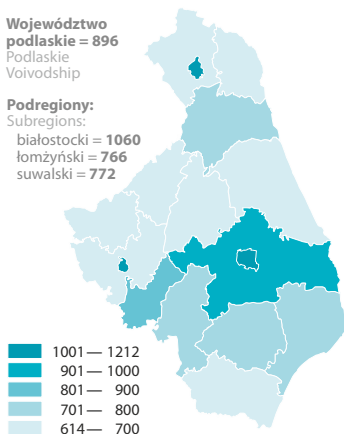 Województwo
podlaskie = 896
Podlaskie
Voivodship
Podregiony:
Subregions:
białostocki = 1060
łomżyński = 766
suwalski = 772
1001 — 1212
901 — 1000
801 — 900
701 — 800
614 — 700